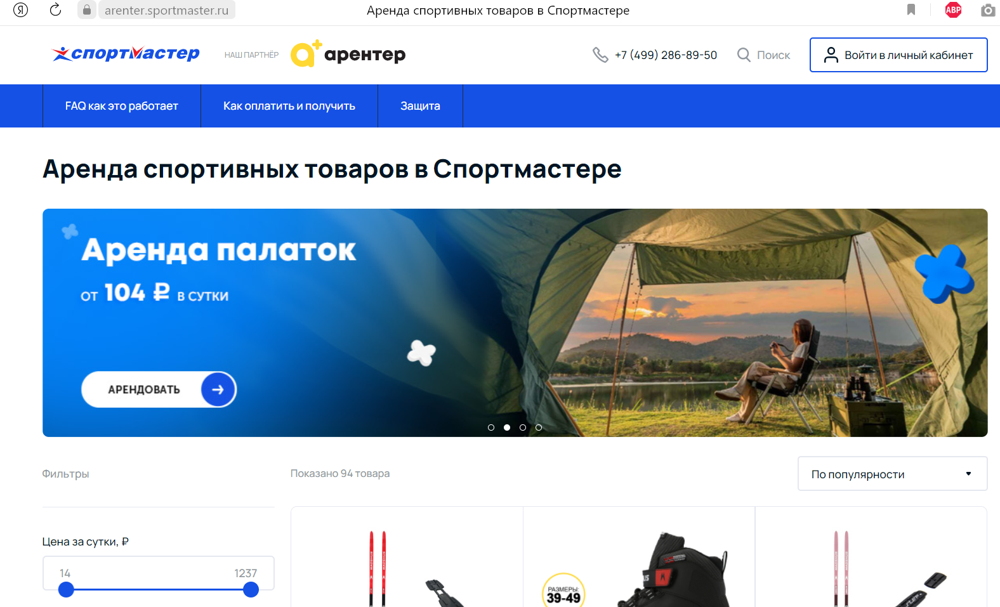 arenter.sportmaster.ru
Аренда спортивных товаров в Спортмастере
ABP
спортмастер
НАШ ПАРТНЁР
арентер
+7 (499) 286-89-50
Поиск
Войти в личный кабинет
FAQ как это работает
Как оплатить и получить
Защита
Аренда спортивных товаров в Спортмастере
Аренда палаток
ОТ 104 ₽ В СУТКИ
АРЕНДОВАТЬ
Фильтры
Показано 94 товара
По популярности
Цена за сутки, ₽
14
1237
РАЗМЕРЫ:
39-49